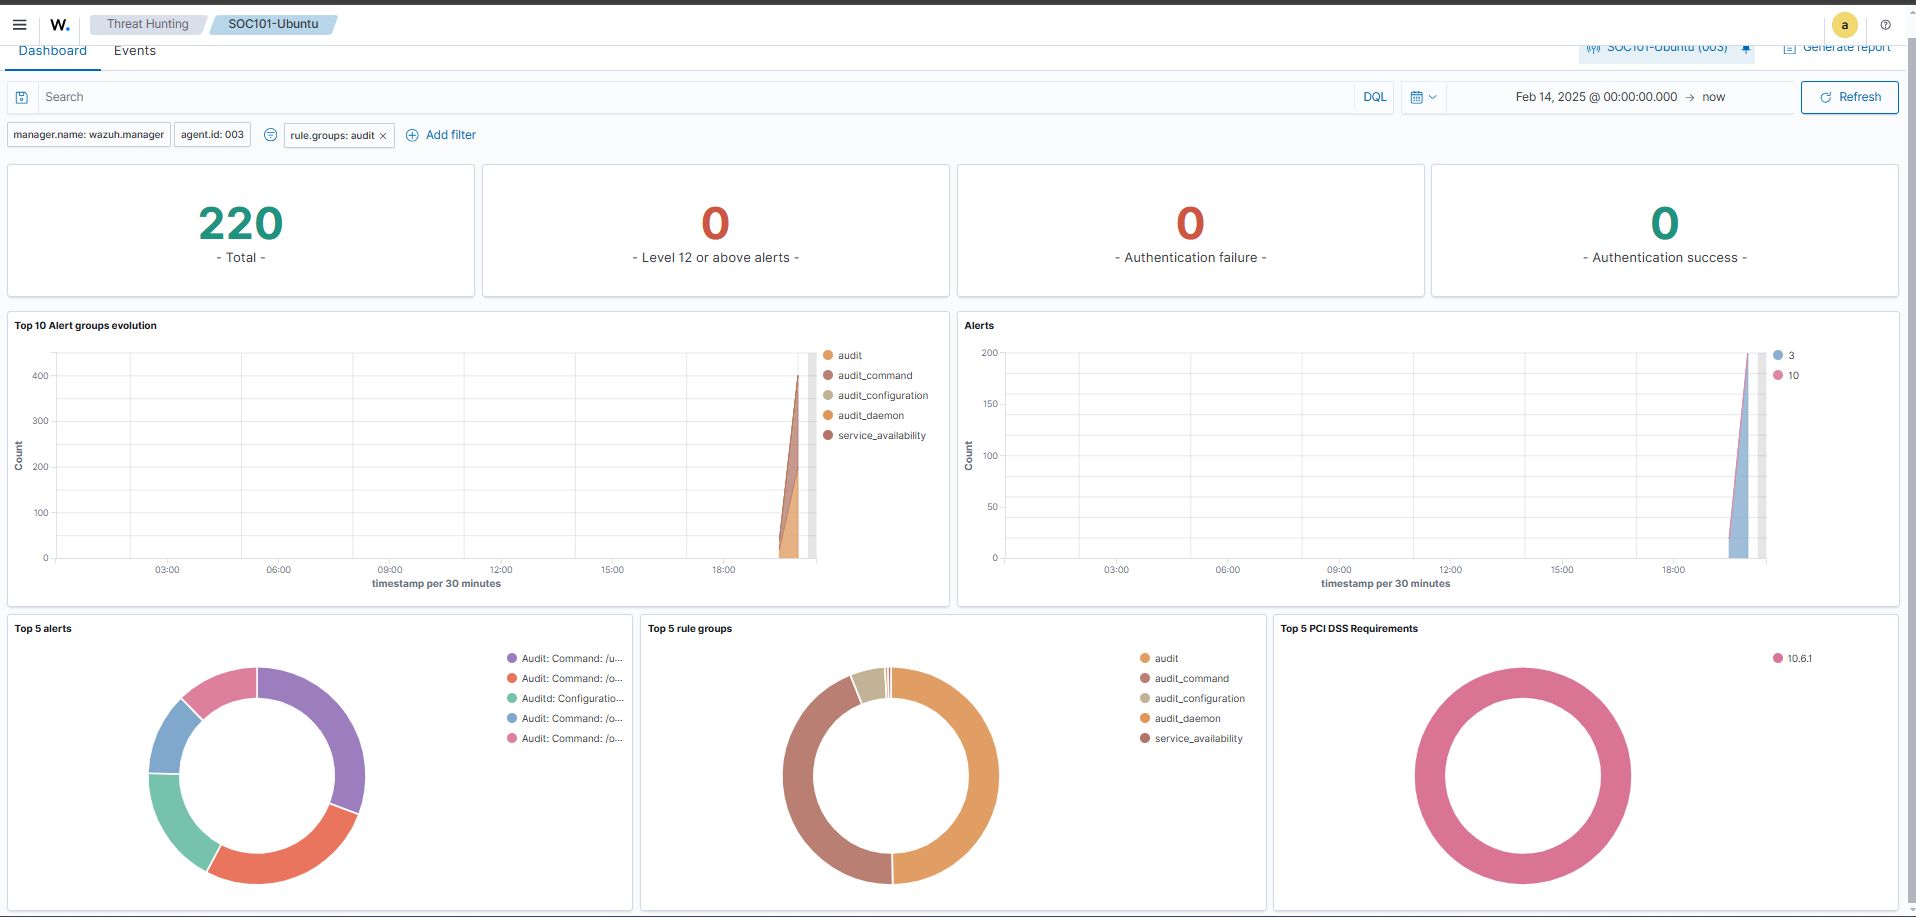 W. Threat Hunting SOC101-Ubuntu a
Dashboard Events SOC101-Ubuntu (003) Generate report
Search DQL Feb 14, 2025 @ 00:00:00.000 → now Refresh
manager.name: wazuh.manager agent.id: 003 rule.groups: audit × Add filter
220 0 0 0
- Total - - Level 12 or above alerts - - Authentication failure - - Authentication success -
Top 10 Alert groups evolution
400
300
200
100
0
Count
03:00 06:00 09:00 12:00 15:00 18:00
timestamp per 30 minutes
audit
audit_command
audit_configuration
audit_daemon
service_availability
Alerts
200
150
100
50
0
Count
03:00 06:00 09:00 12:00 15:00 18:00
timestamp per 30 minutes
3
10
Top 5 alerts
Audit: Command: /u...
Audit: Command: /o...
Auditd: Configuratio...
Audit: Command: /o...
Audit: Command: /o...
Top 5 rule groups
audit
audit_command
audit_configuration
audit_daemon
service_availability
Top 5 PCI DSS Requirements
10.6.1